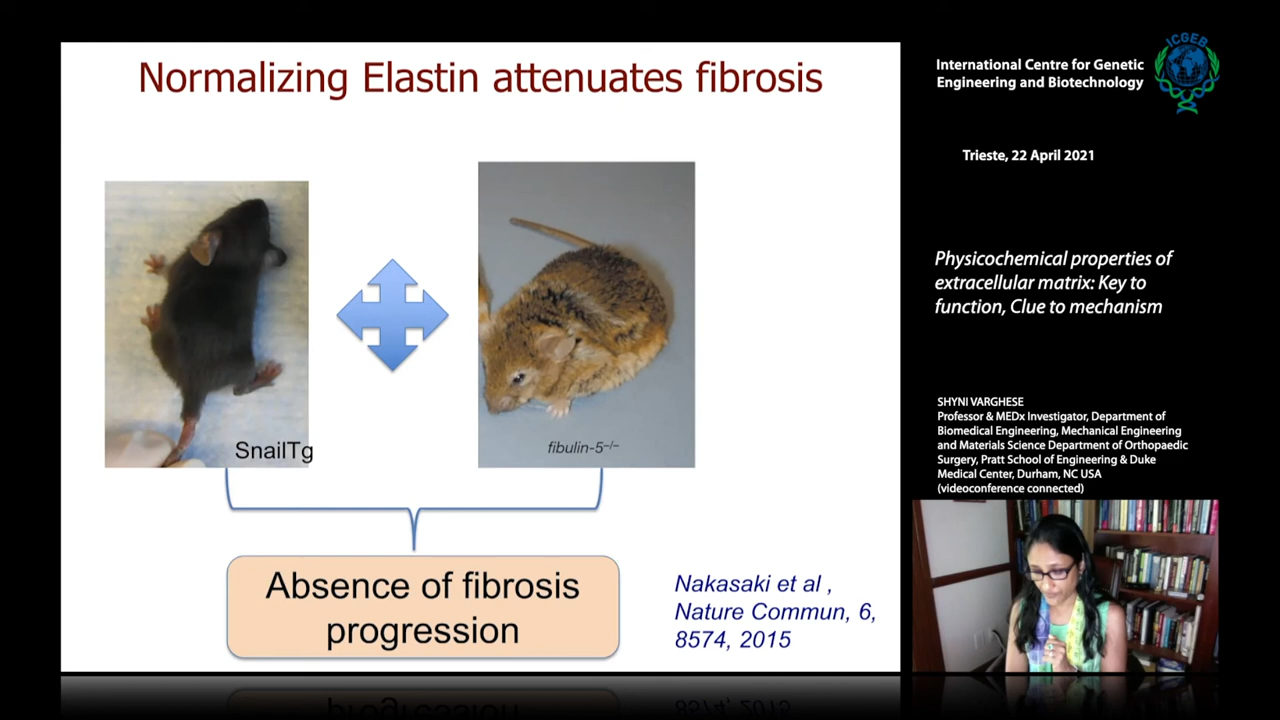 Normalizing Elastin attenuates fibrosis
SnailTg
fibulin-5-/-
Absence of fibrosis
progression
Nakasaki et al ,
Nature Commun, 6,
8574, 2015
International Centre for Genetic
Engineering and Biotechnology
ICGEB
Trieste, 22 April 2021
Physicochemical properties of
extracellular matrix: Key to
function, Clue to mechanism
SHYNI VARGHESE
Professor & MEDx Investigator, Department of
Biomedical Engineering, Mechanical Engineering
and Materials Science Department of Orthopaedic
Surgery, Pratt School of Engineering & Duke
Medical Center, Durham, NC USA
(videoconference connected)